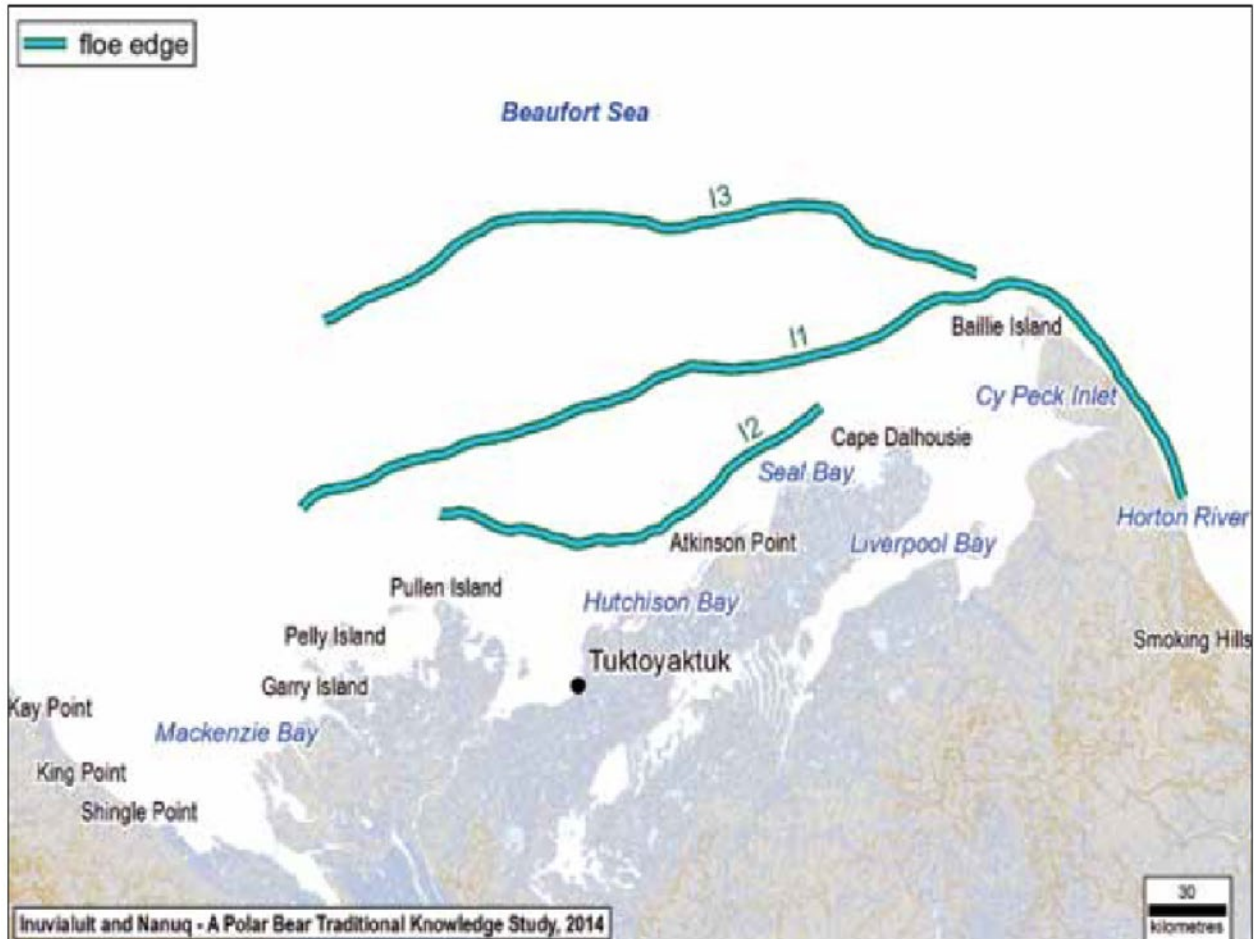 floe edge
Beaufort Sea
I3
I1
Baillie Island
Cy Peck Inlet
I2
Cape Dalhousie
Seal Bay
Horton River
Atkinson Point
Liverpool Bay
Pullen Island
Hutchison Bay
Pelly Island
Smoking Hills
Tuktoyaktuk
Garry Island
Kay Point
Mackenzie Bay
King Point
Shingle Point
30
kilometres
Inuvialuit and Nanuq - A Polar Bear Traditional Knowledge Study, 2014